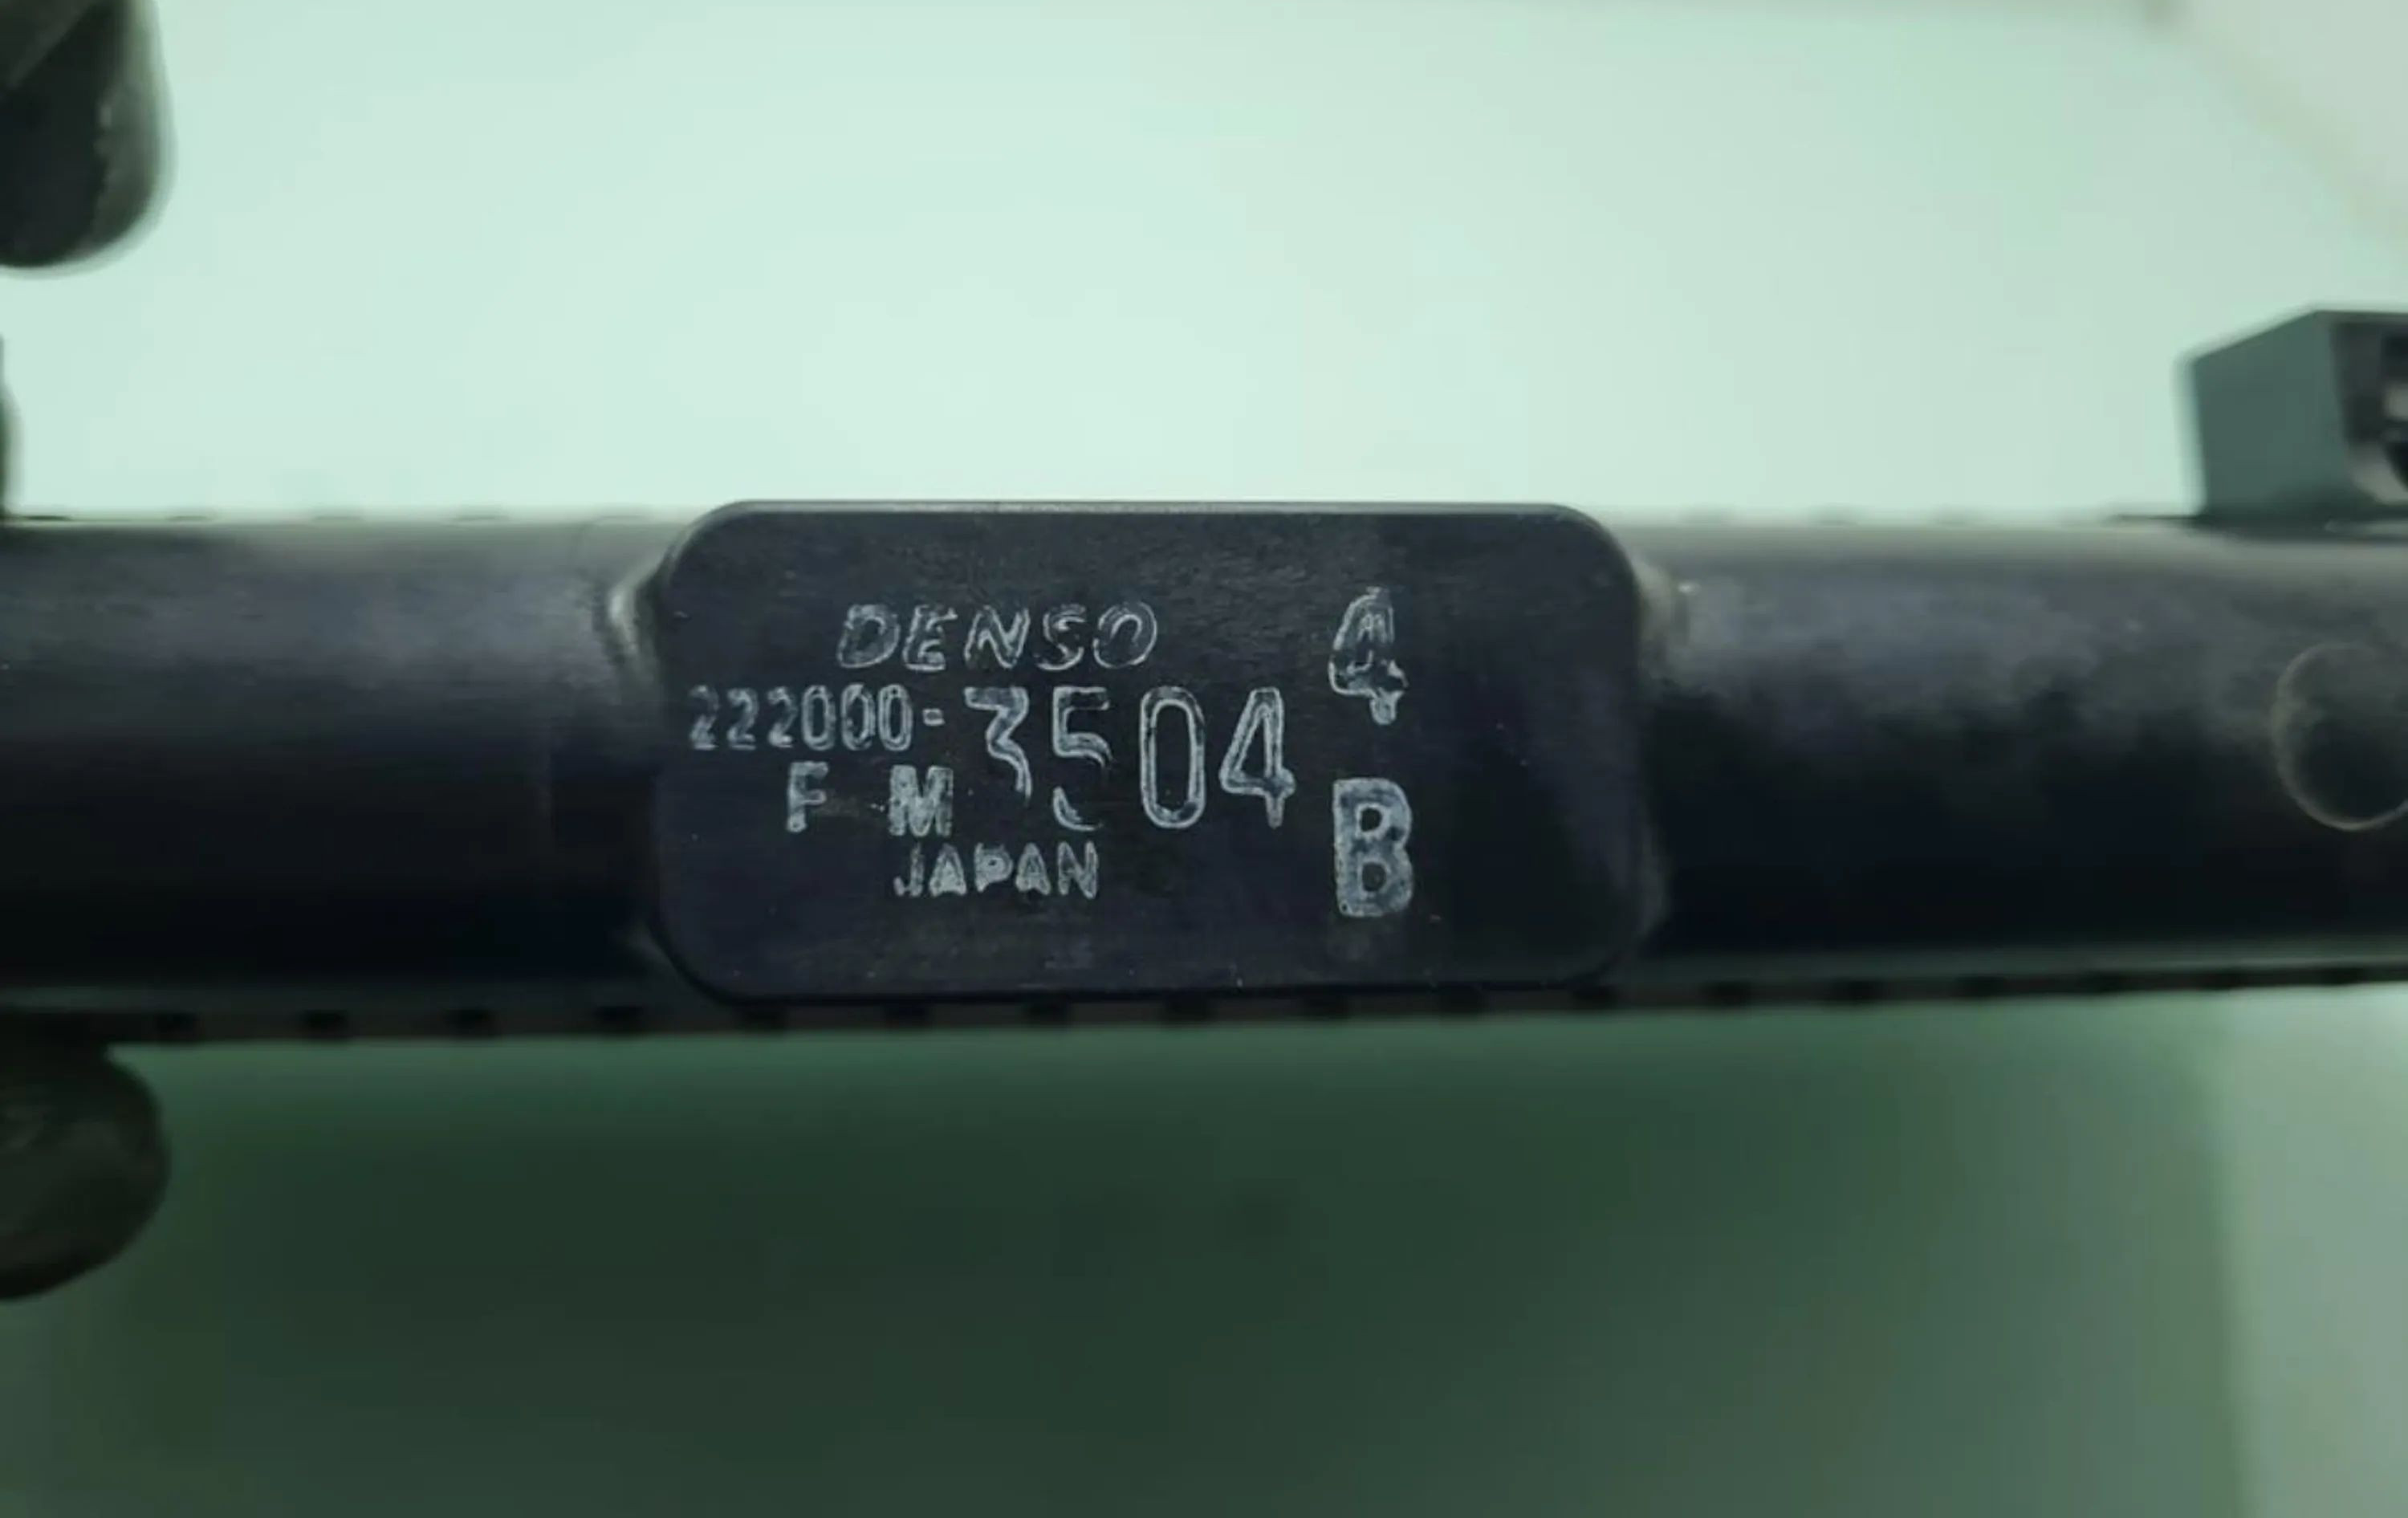 DENSO
222000-3504
4
F M
B
JAPAN